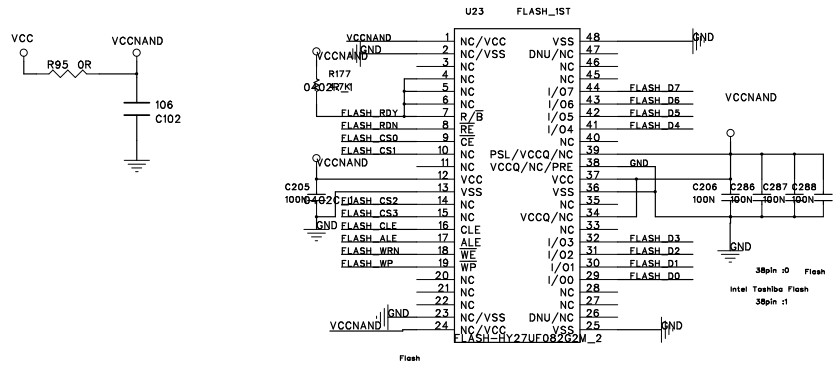 U23 FLASH_1ST
VCC VCCNAND
R95 0R
106
C102
VCCNAND 1 NC/VCC VSS 48 GND
GND 2 NC/VSS DNU/NC 47
VCCNAND 3 NC NC 46
R177 4 NC NC 45
0402 5 NC I/O7 44 FLASH_D7
6 NC I/O6 43 FLASH_D6 VCCNAND
FLASH_RDY 7 R/B I/O5 42 FLASH_D5
FLASH_RDN 8 RE I/O4 41 FLASH_D4
FLASH_CS0 9 CE NC 40
FLASH_CS1 10 NC PSL/VCCQ/NC 39
VCCNAND 11 NC VCCQ/NC/PRE 38 GND
12 VCC VCC 37
C205 13 VSS VSS 36 C206 C286 C287 C288
100N 0402C FLASH_CS2 14 NC NC 35 100N 100N 100N 100N
FLASH_CS3 15 NC VCCQ/NC 34
GND FLASH_CLE 16 CLE NC 33
FLASH_ALE 17 ALE I/O3 32 FLASH_D3 GND
FLASH_WRN 18 WE I/O2 31 FLASH_D2
FLASH_WP 19 WP I/O1 30 FLASH_D1
20 NC I/O0 29 FLASH_D0
38pin :0 Flash
21 NC NC 28
Intel Toshiba Flash
22 NC NC 27
38pin :1
GND 23 NC/VSS DNU/NC 26
VCCNAND 24 NC/VCC VSS 25 GND
FLASH-HY27UF082G2M_2
Flash